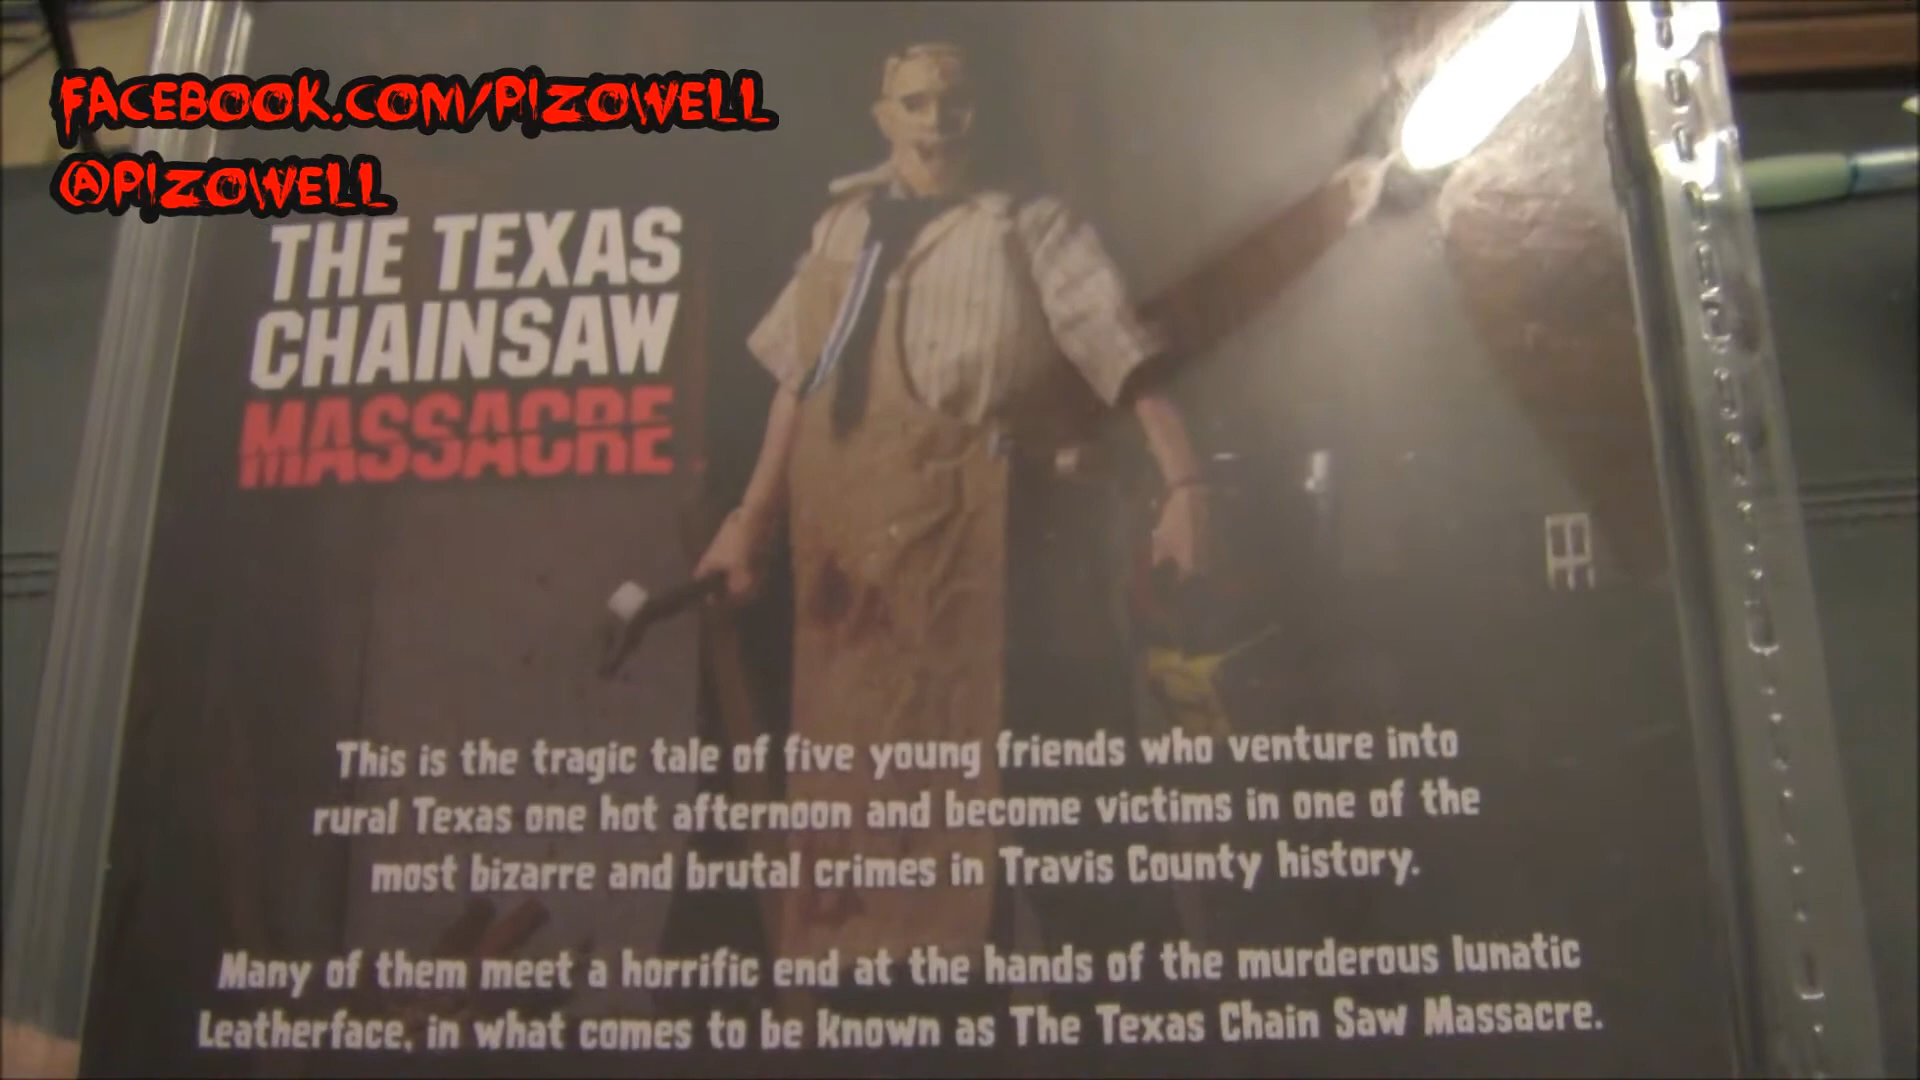 FACEBOOK.COM/PIZOWELL
@PIZOWELL
THE TEXAS
CHAINSAW
MASSACRE
This is the tragic tale of five young friends who venture into
rural Texas one hot afternoon and become victims in one of the
most bizarre and brutal crimes in Travis County history.
Many of them meet a horrific end at the hands of the murderous lunatic
Leatherface, in what comes to be known as The Texas Chain Saw Massacre.